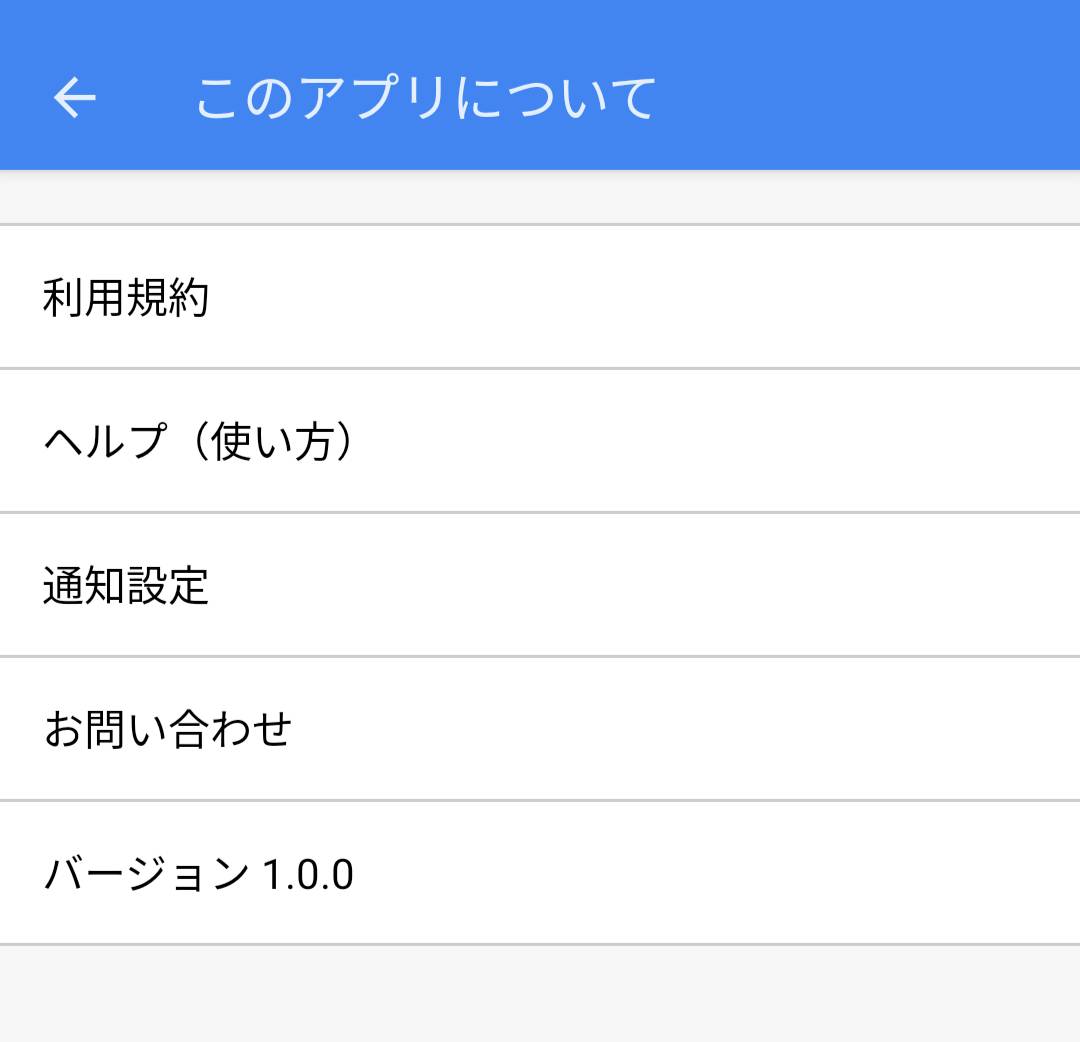 このアプリについて
利用規約
ヘルプ（使い方）
通知設定
お問い合わせ
バージョン 1.0.0